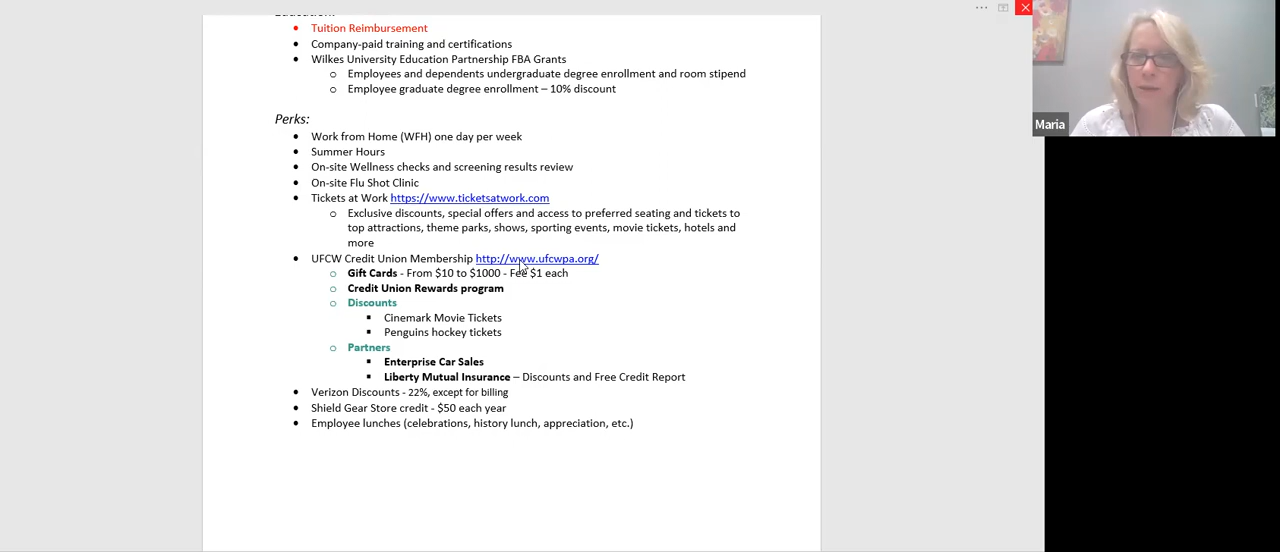 Education:
• Tuition Reimbursement
• Company-paid training and certifications
• Wilkes University Education Partnership FBA Grants
o Employees and dependents undergraduate degree enrollment and room stipend
o Employee graduate degree enrollment – 10% discount
Perks:
• Work from Home (WFH) one day per week
• Summer Hours
• On-site Wellness checks and screening results review
• On-site Flu Shot Clinic
• Tickets at Work https://www.ticketsatwork.com
o Exclusive discounts, special offers and access to preferred seating and tickets to
top attractions, theme parks, shows, sporting events, movie tickets, hotels and
more
• UFCW Credit Union Membership http://www.ufcwpa.org/
o Gift Cards - From $10 to $1000 - Fee $1 each
o Credit Union Rewards program
o Discounts
▪ Cinemark Movie Tickets
▪ Penguins hockey tickets
o Partners
▪ Enterprise Car Sales
▪ Liberty Mutual Insurance – Discounts and Free Credit Report
• Verizon Discounts - 22%, except for billing
• Shield Gear Store credit - $50 each year
• Employee lunches (celebrations, history lunch, appreciation, etc.)
Maria